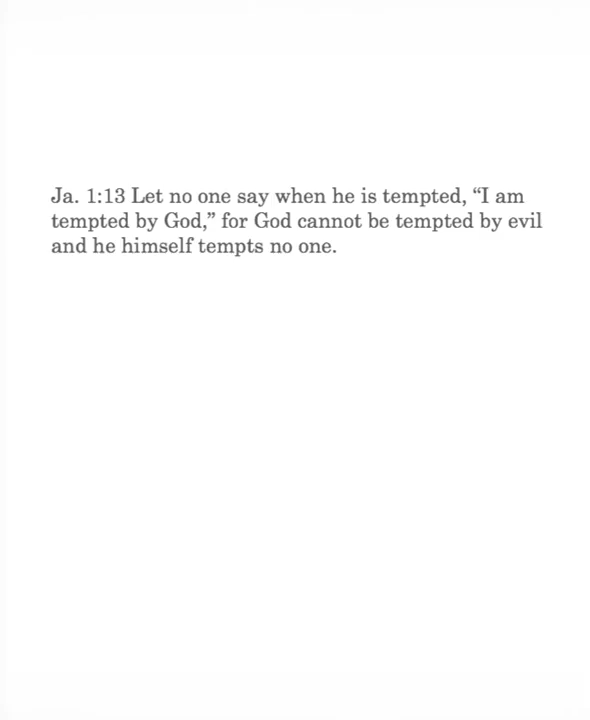 Ja. 1:13 Let no one say when he is tempted, “I am
tempted by God,” for God cannot be tempted by evil
and he himself tempts no one.